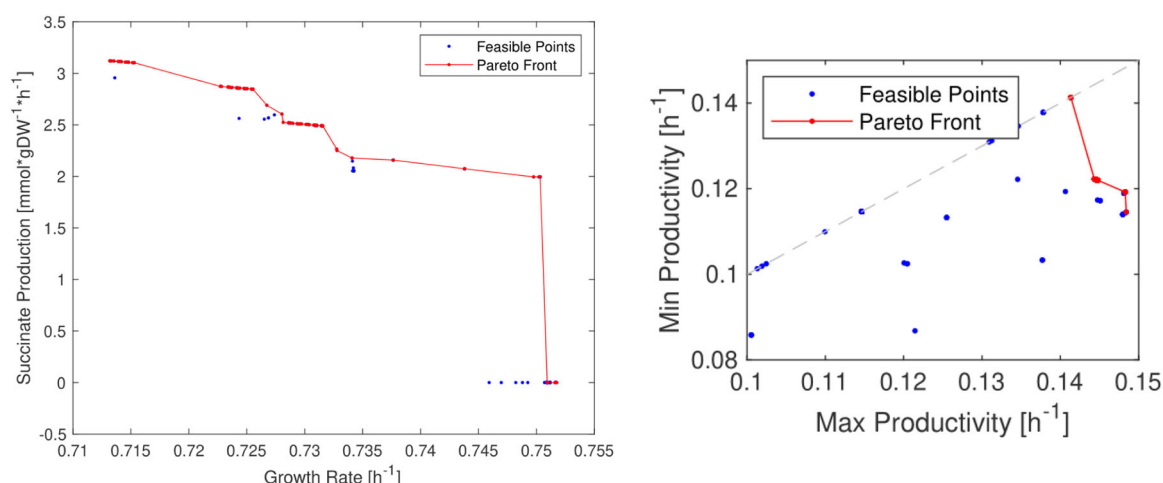 3.5
3
2.5
2
1.5
1
0.5
0
-0.5
Succinate Production [mmol*gDW-1*h-1]
0.71 0.715 0.72 0.725 0.73 0.735 0.74 0.745 0.75 0.755
Growth Rate [h-1]
Feasible Points
Pareto Front
0.14
0.12
0.1
0.08
Min Productivity [h-1]
0.1 0.11 0.12 0.13 0.14 0.15
Max Productivity [h-1]
Feasible Points
Pareto Front